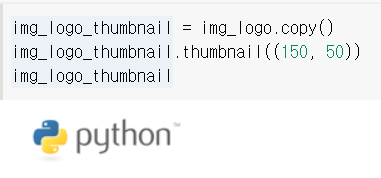 img_logo_thumbnail = img_logo.copy()
img_logo_thumbnail.thumbnail((150, 50))
img_logo_thumbnail
python™